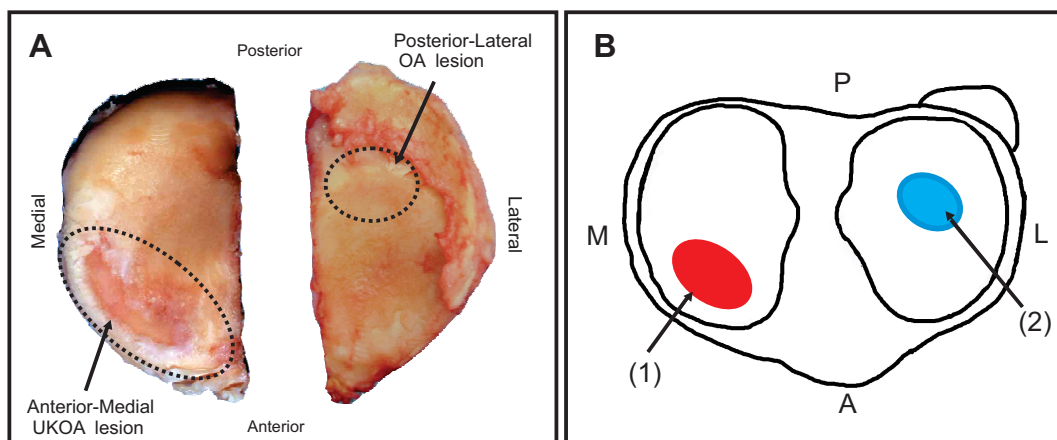 A
Posterior
Posterior-Lateral
OA lesion
Medial
Lateral
Anterior-Medial
UKOA lesion
Anterior
B
P
M
L
(1)
(2)
A